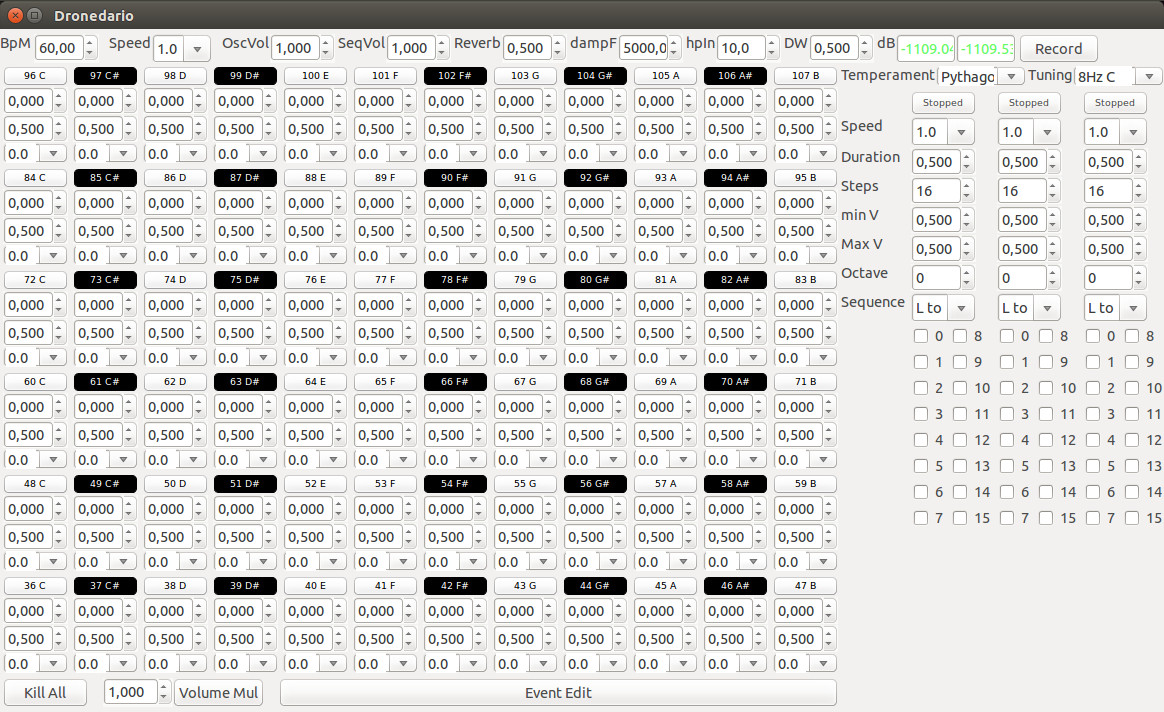 Dronedario
BpM 60,00 Speed 1.0 OscVol 1,000 SeqVol 1,000 Reverb 0,500 dampF 5000,0 hpIn 10,0 DW 0,500 dB -1109.04 -1109.53 Record
96 C 97 C# 98 D 99 D# 100 E 101 F 102 F# 103 G 104 G# 105 A 106 A# 107 B Temperament Pythago Tuning 8Hz C
0,000 0,000 0,000 0,000 0,000 0,000 0,000 0,000 0,000 0,000 0,000 0,000 Stopped Stopped Stopped
0,500 0,500 0,500 0,500 0,500 0,500 0,500 0,500 0,500 0,500 0,500 0,500 Speed 1.0 1.0 1.0
0.0 0.0 0.0 0.0 0.0 0.0 0.0 0.0 0.0 0.0 0.0 0.0 Duration 0,500 0,500 0,500
84 C 85 C# 86 D 87 D# 88 E 89 F 90 F# 91 G 92 G# 93 A 94 A# 95 B Steps 16 16 16
0,000 0,000 0,000 0,000 0,000 0,000 0,000 0,000 0,000 0,000 0,000 0,000 min V 0,500 0,500 0,500
0,500 0,500 0,500 0,500 0,500 0,500 0,500 0,500 0,500 0,500 0,500 0,500 Max V 0,500 0,500 0,500
0.0 0.0 0.0 0.0 0.0 0.0 0.0 0.0 0.0 0.0 0.0 0.0
72 C 73 C# 74 D 75 D# 76 E 77 F 78 F# 79 G 80 G# 81 A 82 A# 83 B Octave 0 0 0
0,000 0,000 0,000 0,000 0,000 0,000 0,000 0,000 0,000 0,000 0,000 0,000 Sequence L to L to L to
0,500 0,500 0,500 0,500 0,500 0,500 0,500 0,500 0,500 0,500 0,500 0,500 0 8 0 8 0 8
0.0 0.0 0.0 0.0 0.0 0.0 0.0 0.0 0.0 0.0 0.0 0.0 1 9 1 9 1 9
60 C 61 C# 62 D 63 D# 64 E 65 F 66 F# 67 G 68 G# 69 A 70 A# 71 B 2 10 2 10 2 10
0,000 0,000 0,000 0,000 0,000 0,000 0,000 0,000 0,000 0,000 0,000 0,000 3 11 3 11 3 11
0,500 0,500 0,500 0,500 0,500 0,500 0,500 0,500 0,500 0,500 0,500 0,500 4 12 4 12 4 12
0.0 0.0 0.0 0.0 0.0 0.0 0.0 0.0 0.0 0.0 0.0 0.0 5 13 5 13 5 13
48 C 49 C# 50 D 51 D# 52 E 53 F 54 F# 55 G 56 G# 57 A 58 A# 59 B 6 14 6 14 6 14
0,000 0,000 0,000 0,000 0,000 0,000 0,000 0,000 0,000 0,000 0,000 0,000 7 15 7 15 7 15
0,500 0,500 0,500 0,500 0,500 0,500 0,500 0,500 0,500 0,500 0,500 0,500
0.0 0.0 0.0 0.0 0.0 0.0 0.0 0.0 0.0 0.0 0.0 0.0
36 C 37 C# 38 D 39 D# 40 E 41 F 42 F# 43 G 44 G# 45 A 46 A# 47 B
0,000 0,000 0,000 0,000 0,000 0,000 0,000 0,000 0,000 0,000 0,000 0,000
0,500 0,500 0,500 0,500 0,500 0,500 0,500 0,500 0,500 0,500 0,500 0,500
0.0 0.0 0.0 0.0 0.0 0.0 0.0 0.0 0.0 0.0 0.0 0.0
Kill All 1,000 Volume Mul Event Edit